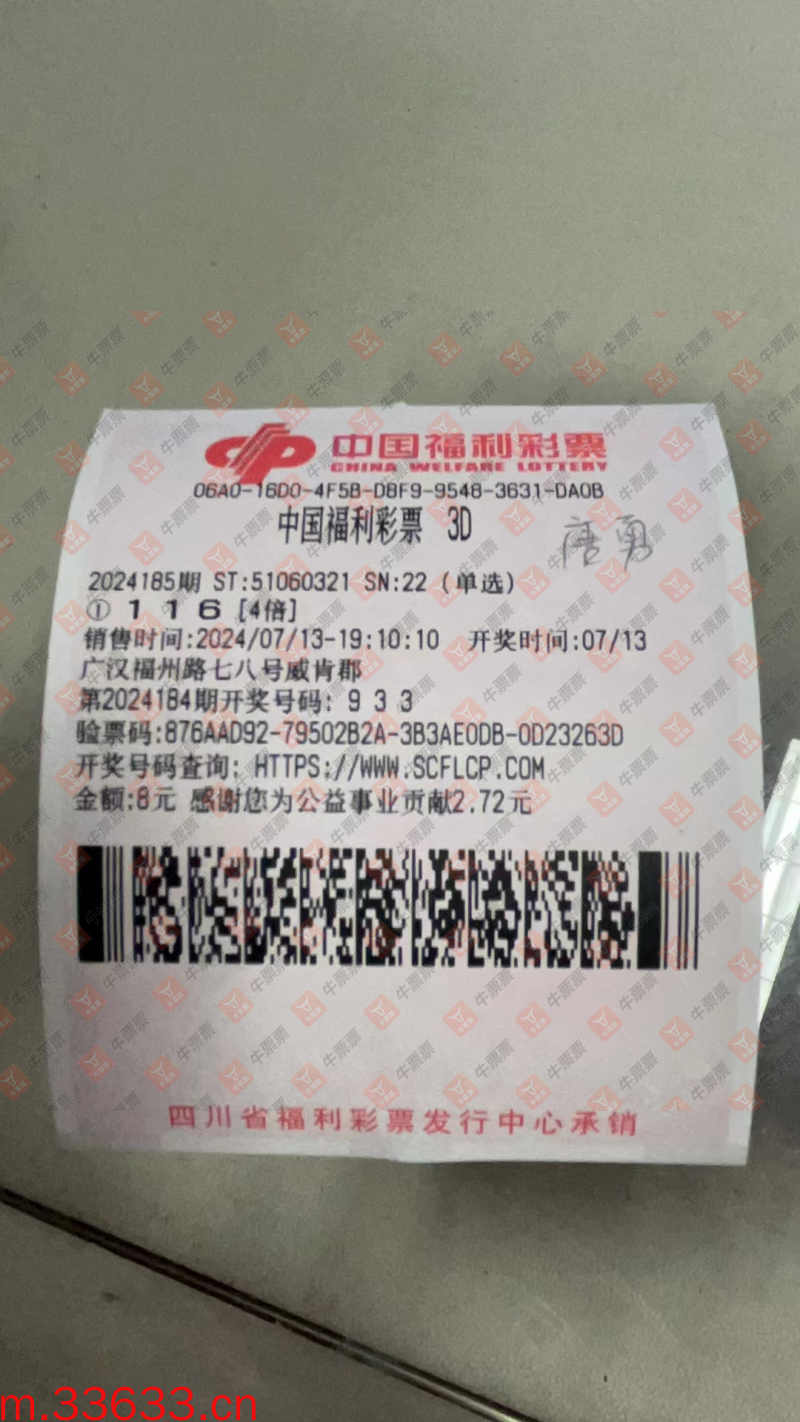 中国福利彩票
CHINA WELFARE LOTTERY
06A0-16D0-4F5B-D8F9-9548-3631-DA0B
中国福利彩票 3D
唐勇
2024185期 ST:51060321 SN:22 (单选)
① 1 1 6 [4倍]
销售时间:2024/07/13-19:10:10 开奖时间:07/13
广汉福州路七八号威肯郡
第2024184期开奖号码: 9 3 3
验票码:876AAD92-79502B2A-3B3AE0DB-0D23263D
开奖号码查询: HTTPS://WWW.SCFLCP.COM
金额:8元 感谢您为公益事业贡献2.72元
四川省福利彩票发行中心承销
牛票票
m.33633.cn